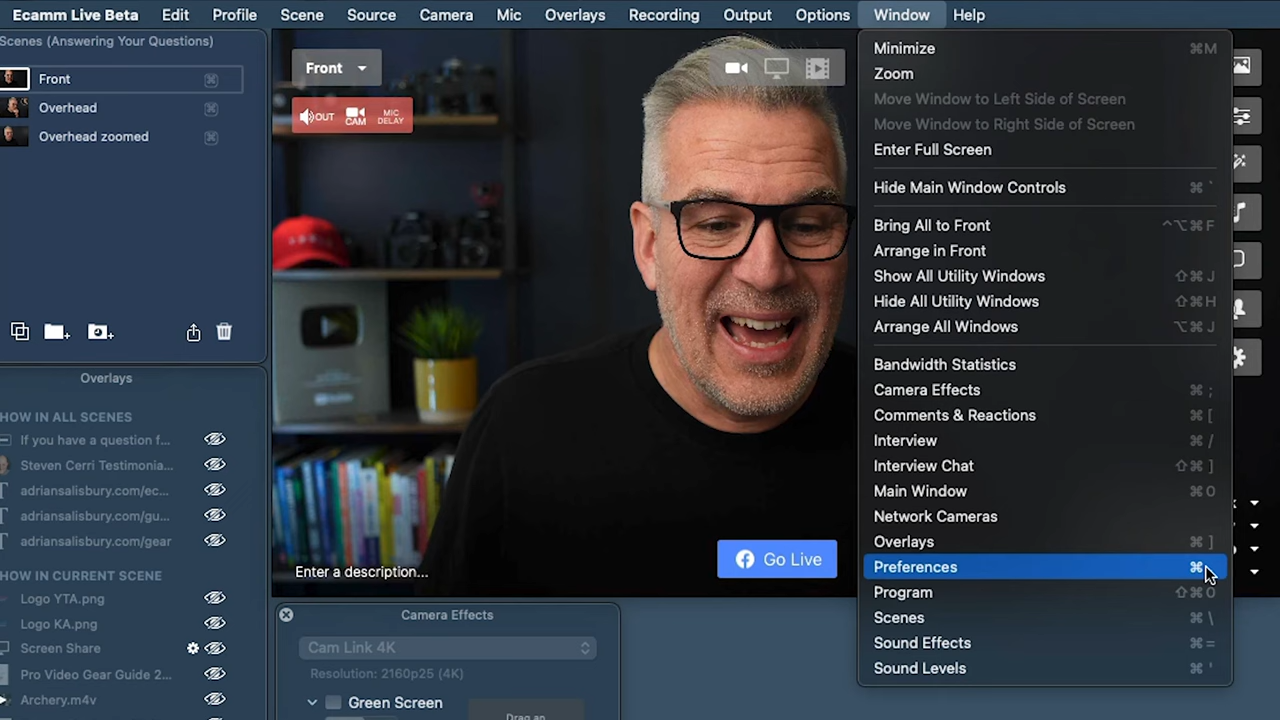 Ecamm Live Beta Edit Profile Scene Source Camera Mic Overlays Recording Output Options Window Help
Scenes (Answering Your Questions)
Front ⌘
Overhead ⌘
Overhead zoomed ⌘
Overlays
HOW IN ALL SCENES
If you have a question f...
Steven Cerri Testimonia...
adriansalisbury.com/ec...
adriansalisbury.com/gu...
adriansalisbury.com/gear
HOW IN CURRENT SCENE
Logo YTA.png
Logo KA.png
Screen Share
Pro Video Gear Guide 2...
Archery.m4v
Front
OUT CAM MIC DELAY
Enter a description...
Go Live
Camera Effects
Cam Link 4K
Resolution: 2160p25 (4K)
Green Screen
Drag an
Minimize ⌘M
Zoom
Move Window to Left Side of Screen
Move Window to Right Side of Screen
Enter Full Screen
Hide Main Window Controls ⌘`
Bring All to Front ^⌥⌘F
Arrange in Front
Show All Utility Windows ⇧⌘J
Hide All Utility Windows ⇧⌘H
Arrange All Windows ⌥⌘J
Bandwidth Statistics
Camera Effects ⌘;
Comments & Reactions ⌘[
Interview ⌘/
Interview Chat ⇧⌘]
Main Window ⌘0
Network Cameras
Overlays ⌘]
Preferences ⌘
Program ⇧⌘0
Scenes ⌘\
Sound Effects ⌘=
Sound Levels ⌘'